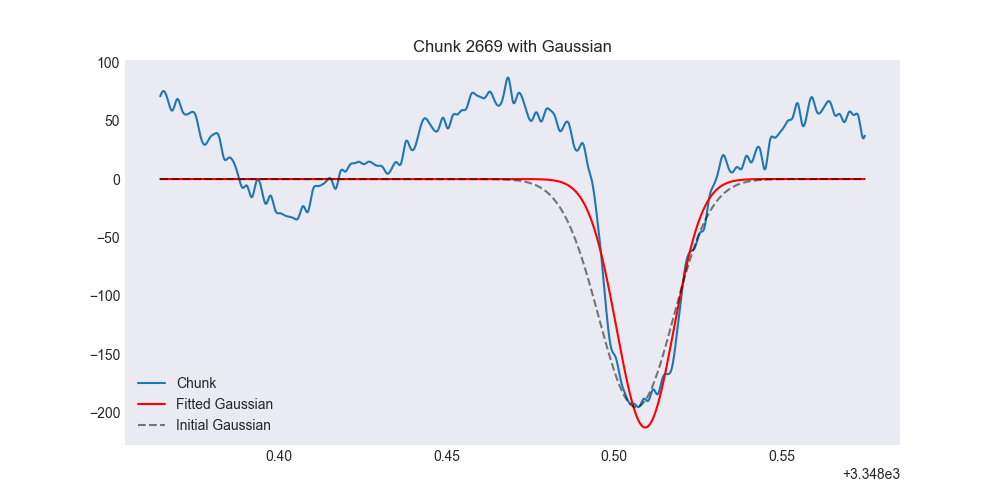 Chunk 2669 with Gaussian
100
50
0
−50
−100
−150
−200
Chunk
Fitted Gaussian
Initial Gaussian
0.40 0.45 0.50 0.55
+3.348e3